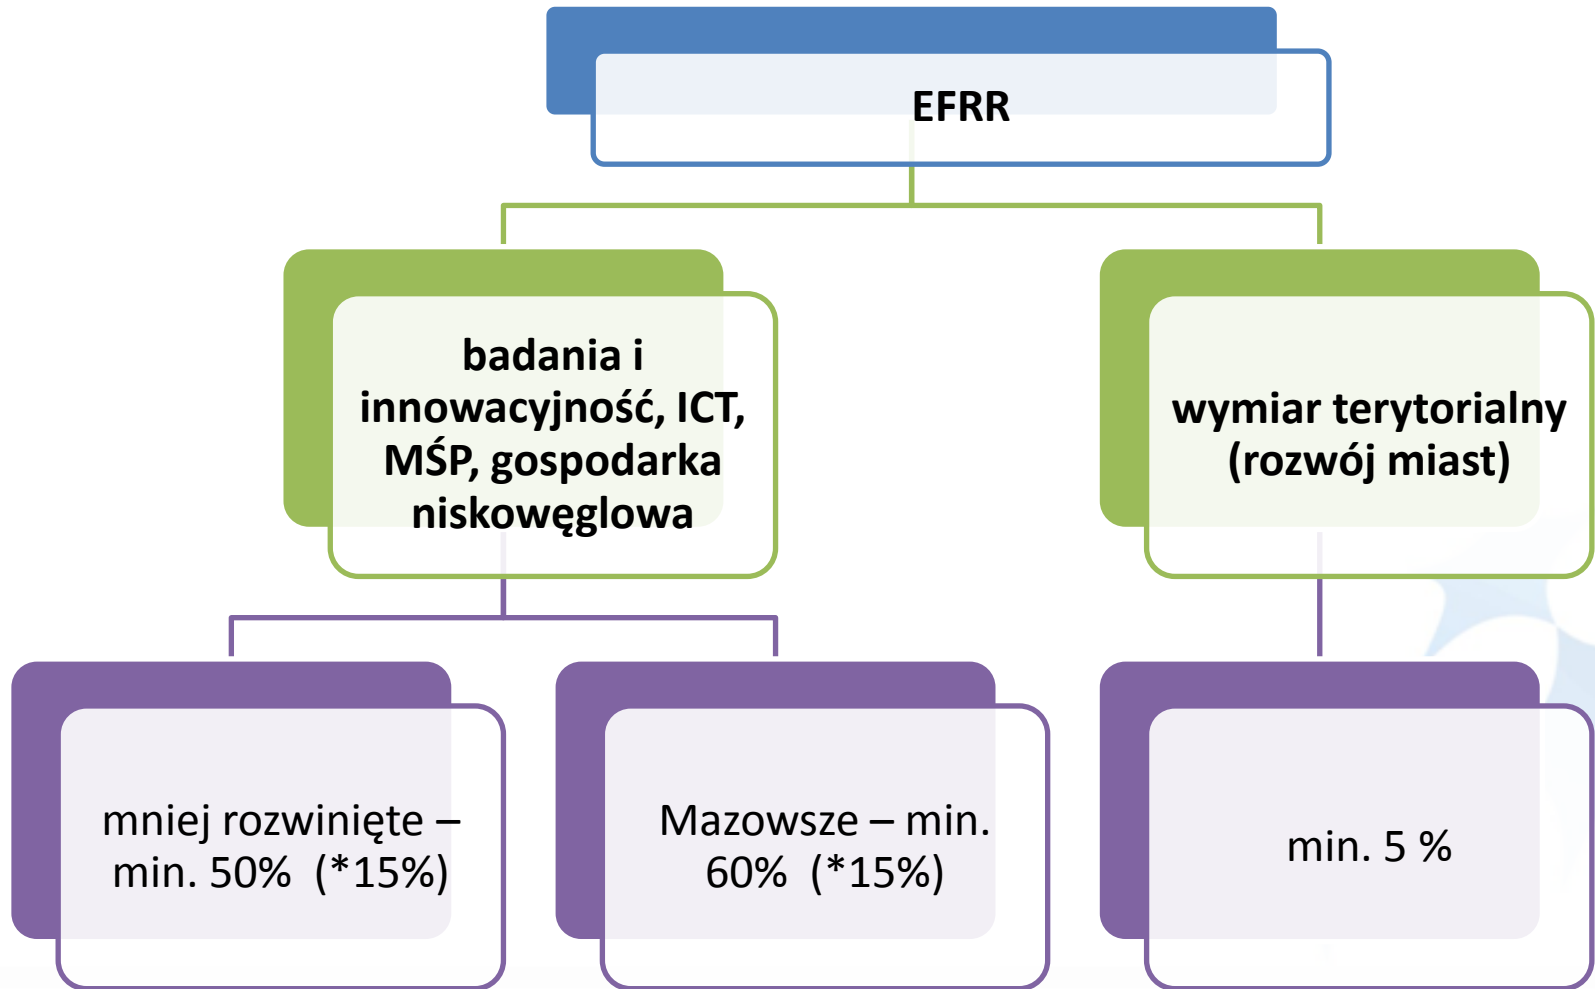 EFRR
badania i
innowacyjność, ICT,
MŚP, gospodarka
niskowęglowa
wymiar terytorialny
(rozwój miast)
mniej rozwinięte –
min. 50%  (*15%)
Mazowsze – min.
60%  (*15%)
min. 5 %